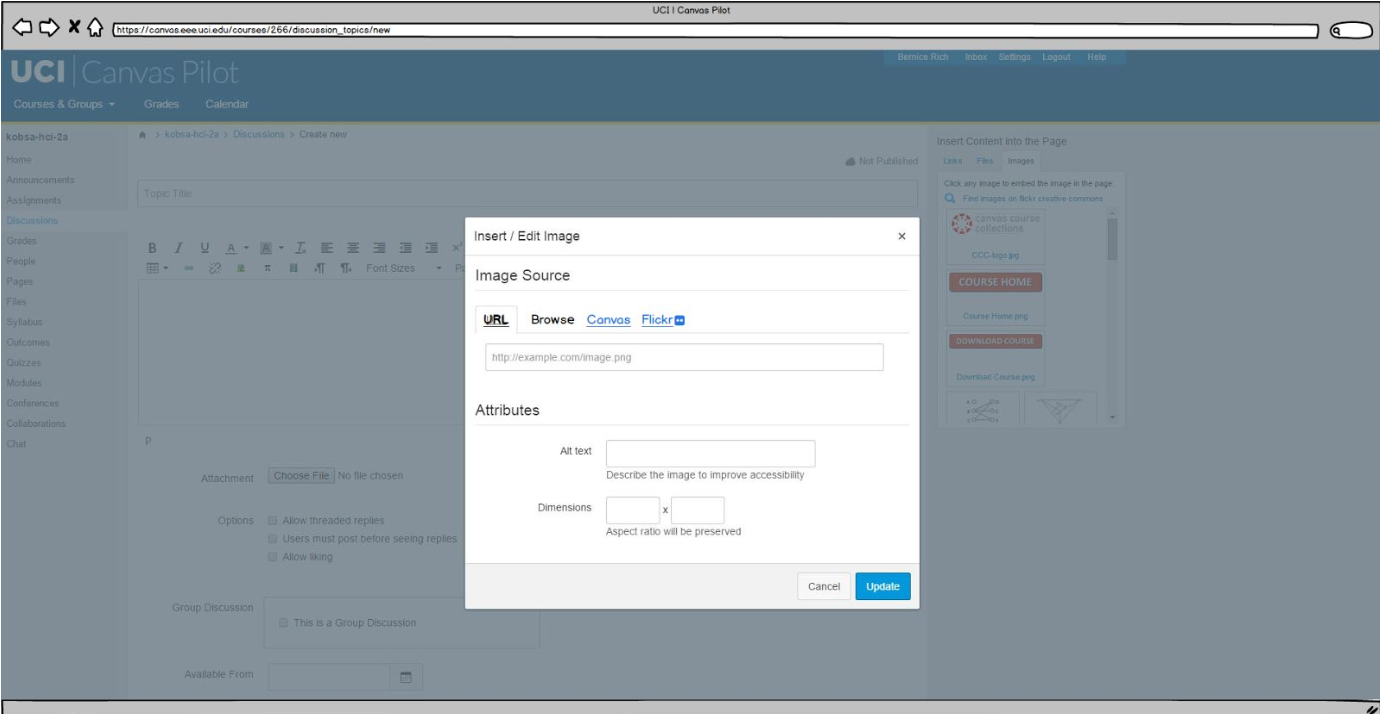 UCI | Canvas Pilot
https://canvas.eee.uci.edu/courses/266/discussion_topics/new
UCI | Canvas Pilot
Bernice Rich Inbox Settings Logout Help
Courses & Groups Grades Calendar
kobsa-hci-2a
Home
Announcements
Assignments
Discussions
Grades
People
Pages
Files
Syllabus
Outcomes
Quizzes
Modules
Conferences
Collaborations
Chat
> kobsa-hci-2a > Discussions > Create new
Not Published
Topic Title
B I U A A
Font Sizes
P
Attachment Choose File No file chosen
Options Allow threaded replies
Users must post before seeing replies
Allow liking
Group Discussion
This is a Group Discussion
Available From
Insert / Edit Image ×
Image Source
URL Browse Canvas Flickr
http://example.com/image.png
Attributes
Alt text
Describe the image to improve accessibility
Dimensions x
Aspect ratio will be preserved
Cancel Update
Insert Content into the Page
Links Files Images
Click any image to embed the image in the page.
Find images on flickr creative commons
canvas course
collections
CCC-logo.jpg
COURSE HOME
Course Home.png
DOWNLOAD COURSE
Download Course.png